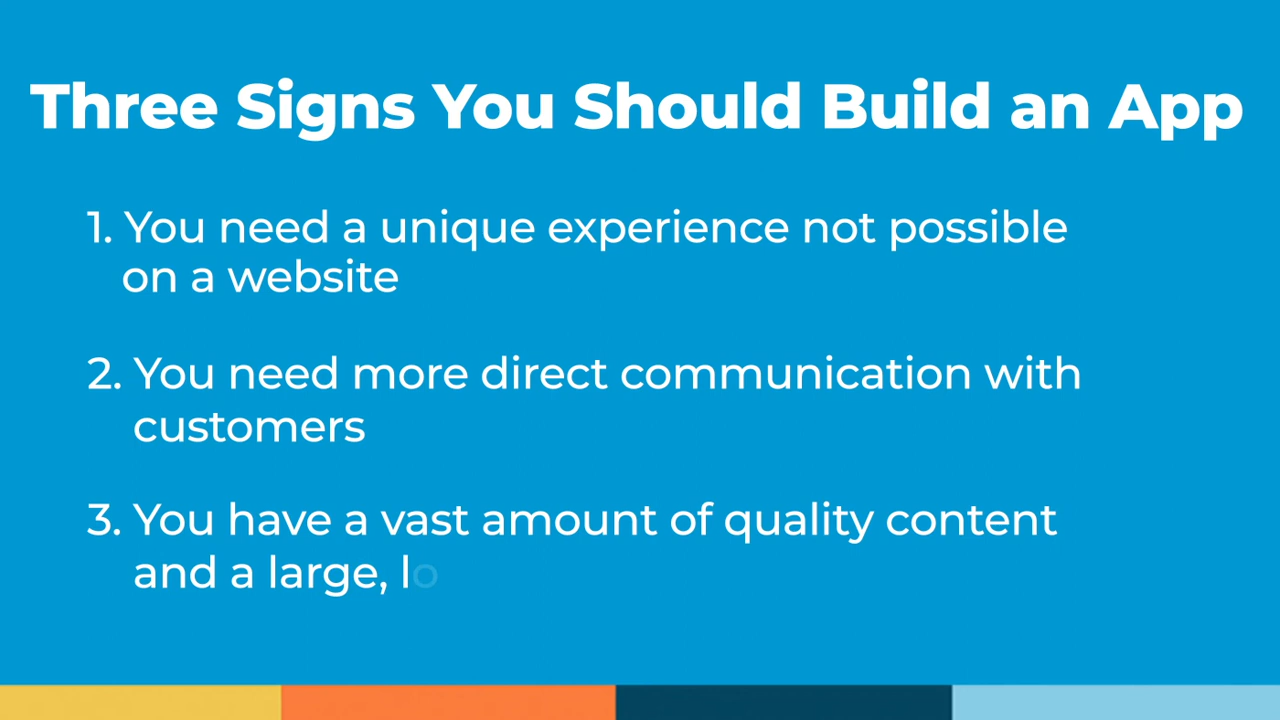 Three Signs You Should Build an App
1. You need a unique experience not possible
on a website
2. You need more direct communication with
customers
3. You have a vast amount of quality content
and a large, lo